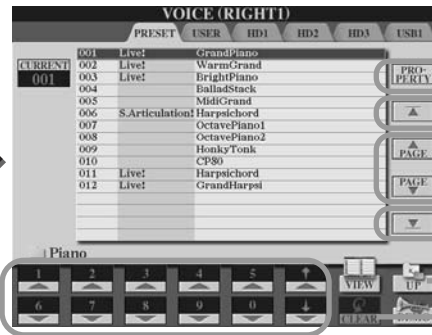 VOICE (RIGHT1)
PRESET USER HD1 HD2 HD3 USB1
CURRENT
001
001 Live! GrandPiano
002 Live! WarmGrand
003 Live! BrightPiano
004 BalladStack
005 MidiGrand
006 S.Articulation! Harpsichord
007 OctavePiano1
008 OctavePiano2
009 HonkyTonk
010 CP80
011 Live! Harpsichord
012 Live! GrandHarpsi
PRO-
PERTY
PAGE
PAGE
Piano
1 2 3 4 5
VIEW UP
6 7 8 9 0
CLEAR